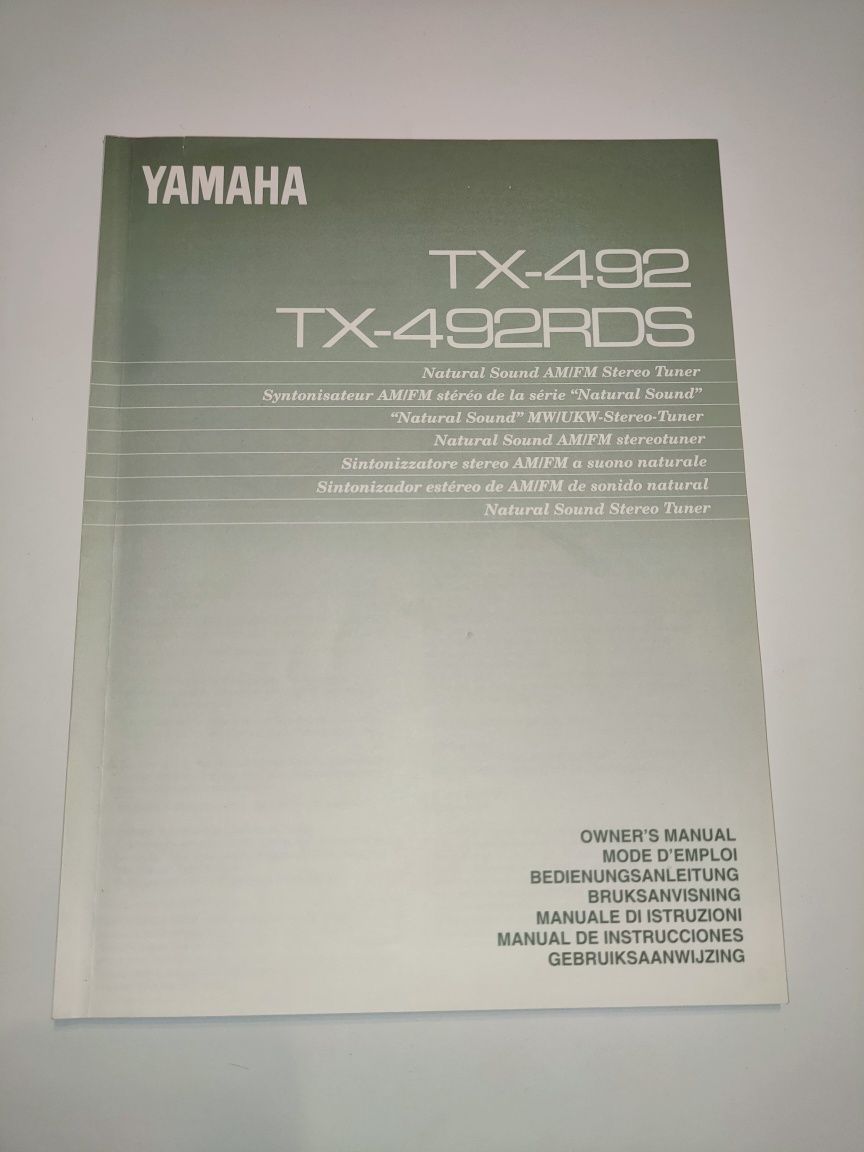 YAMAHA
TX-492
TX-492RDS
Natural Sound AM/FM Stereo Tuner
Syntonisateur AM/FM stéréo de la série “Natural Sound”
“Natural Sound” MW/UKW-Stereo-Tuner
Natural Sound AM/FM stereotuner
Sintonizzatore stereo AM/FM a suono naturale
Sintonizador estéreo de AM/FM de sonido natural
Natural Sound Stereo Tuner
OWNER'S MANUAL
MODE D'EMPLOI
BEDIENUNGSANLEITUNG
BRUKSANVISNING
MANUALE DI ISTRUZIONI
MANUAL DE INSTRUCCIONES
GEBRUIKSAANWIJZING